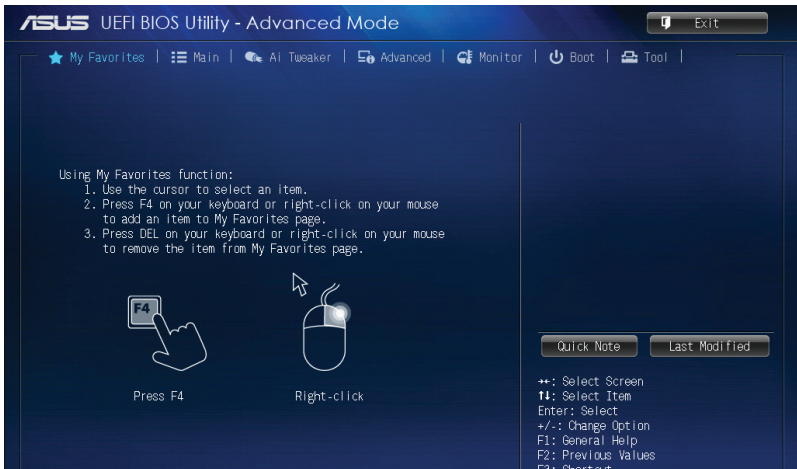 ASUS UEFI BIOS Utility - Advanced Mode
Exit
My Favorites | Main | Ai Tweaker | Advanced | Monitor | Boot | Tool |
Using My Favorites function:
1. Use the cursor to select an item.
2. Press F4 on your keyboard or right-click on your mouse
to add an item to My Favorites page.
3. Press DEL on your keyboard or right-click on your mouse
to remove the item from My Favorites page.
F4
Press F4
Right-click
Quick Note
Last Modified
→←: Select Screen
↑↓: Select Item
Enter: Select
+/-: Change Option
F1: General Help
F2: Previous Values
F3: Shortcut